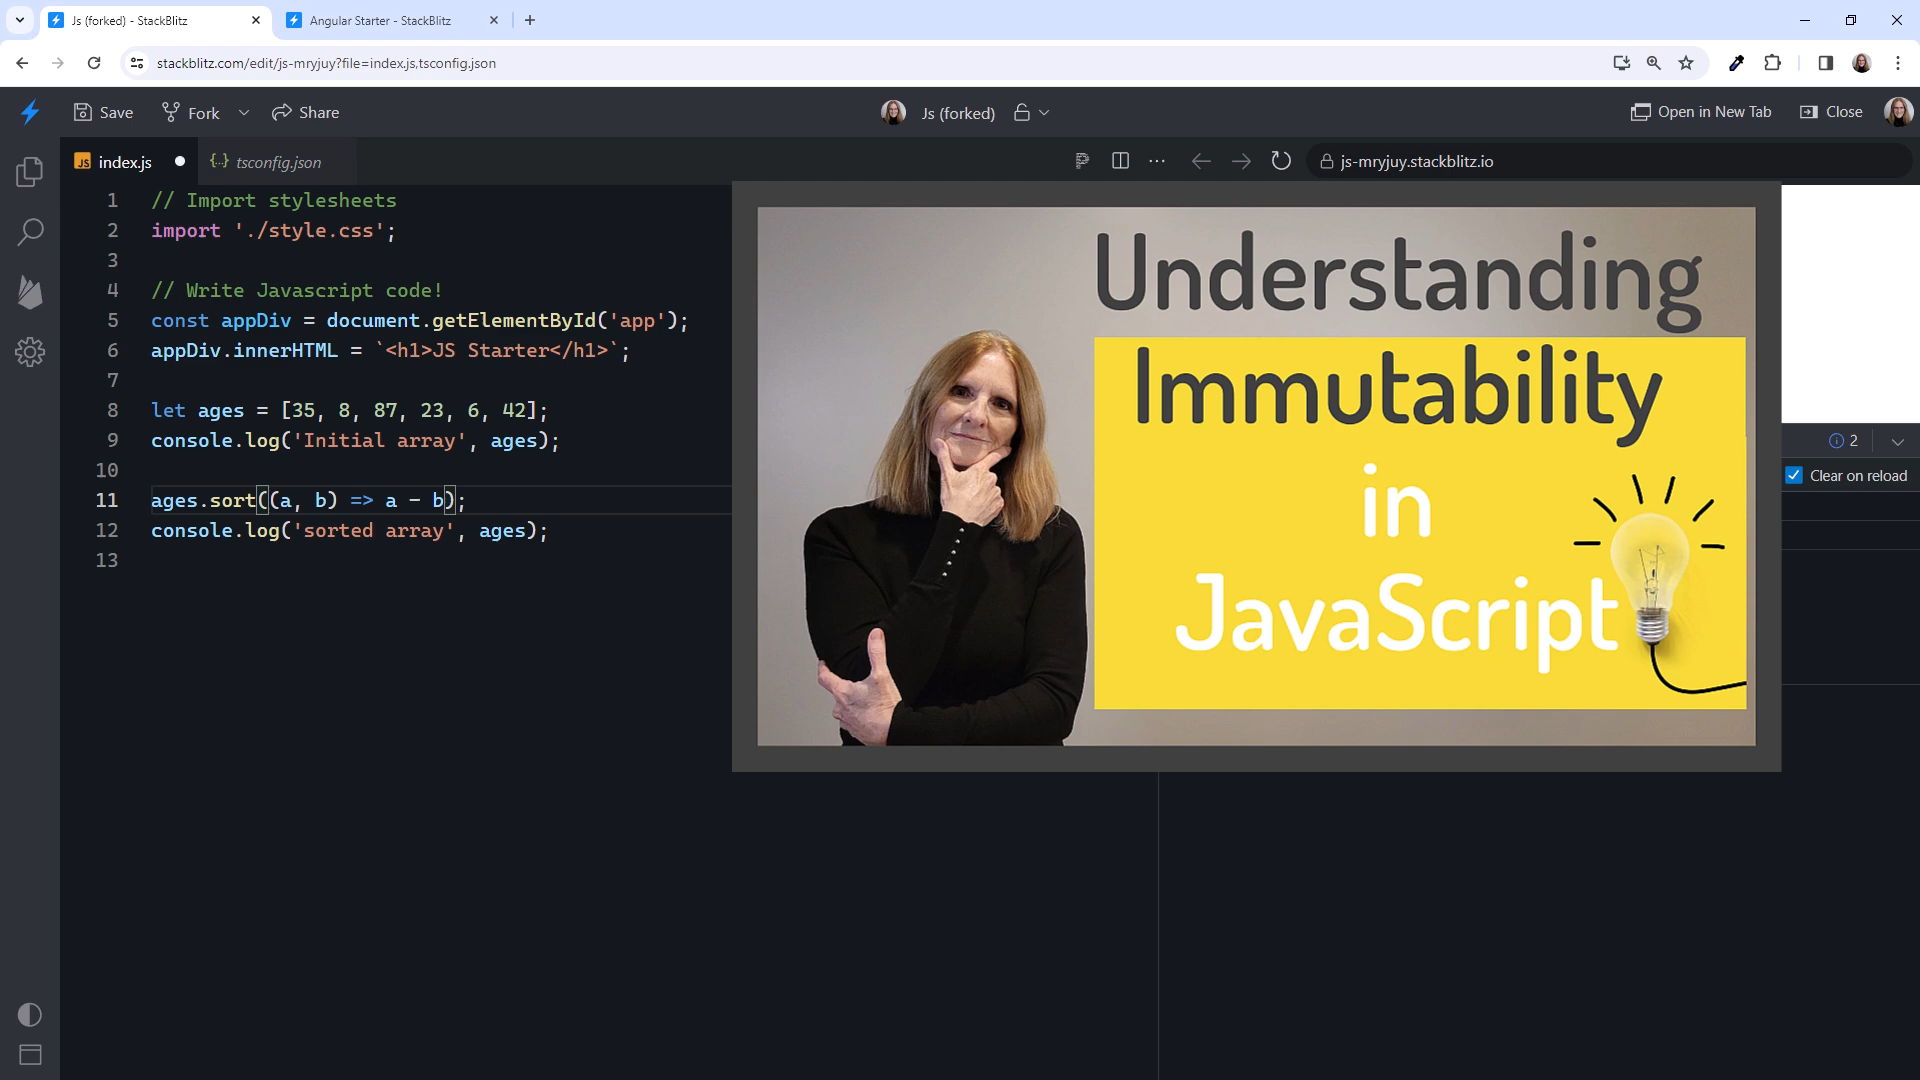 Js (forked) - StackBlitz
Angular Starter - StackBlitz
stackblitz.com/edit/js-mryjuy?file=index.js,tsconfig.json
Save
Fork
Share
Js (forked)
Open in New Tab
Close
JS index.js
{··} tsconfig.json
js-mryjuy.stackblitz.io
1 // Import stylesheets
2 import './style.css';
3
4 // Write Javascript code!
5 const appDiv = document.getElementById('app');
6 appDiv.innerHTML = `<h1>JS Starter</h1>`;
7
8 let ages = [35, 8, 87, 23, 6, 42];
9 console.log('Initial array', ages);
10
11 ages.sort((a, b) => a - b);
12 console.log('sorted array', ages);
13
Understanding
Immutability
in
JavaScript
2
Clear on reload